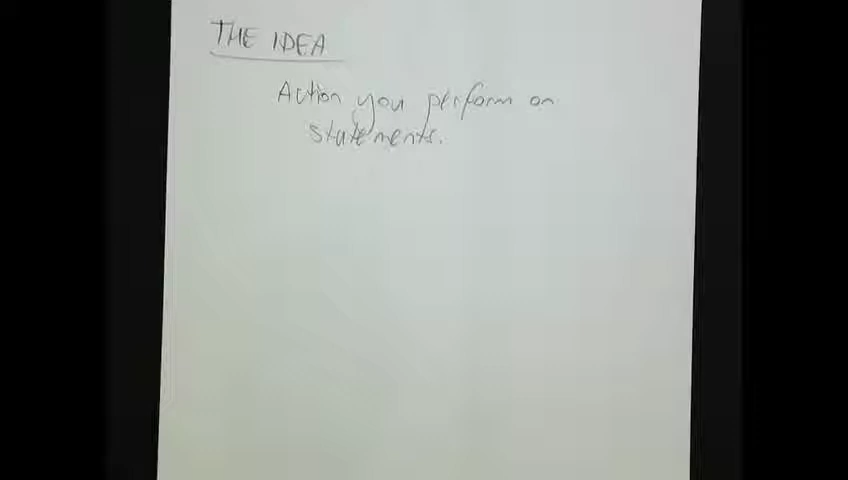 THE IDEA
Action you perform on
statements.